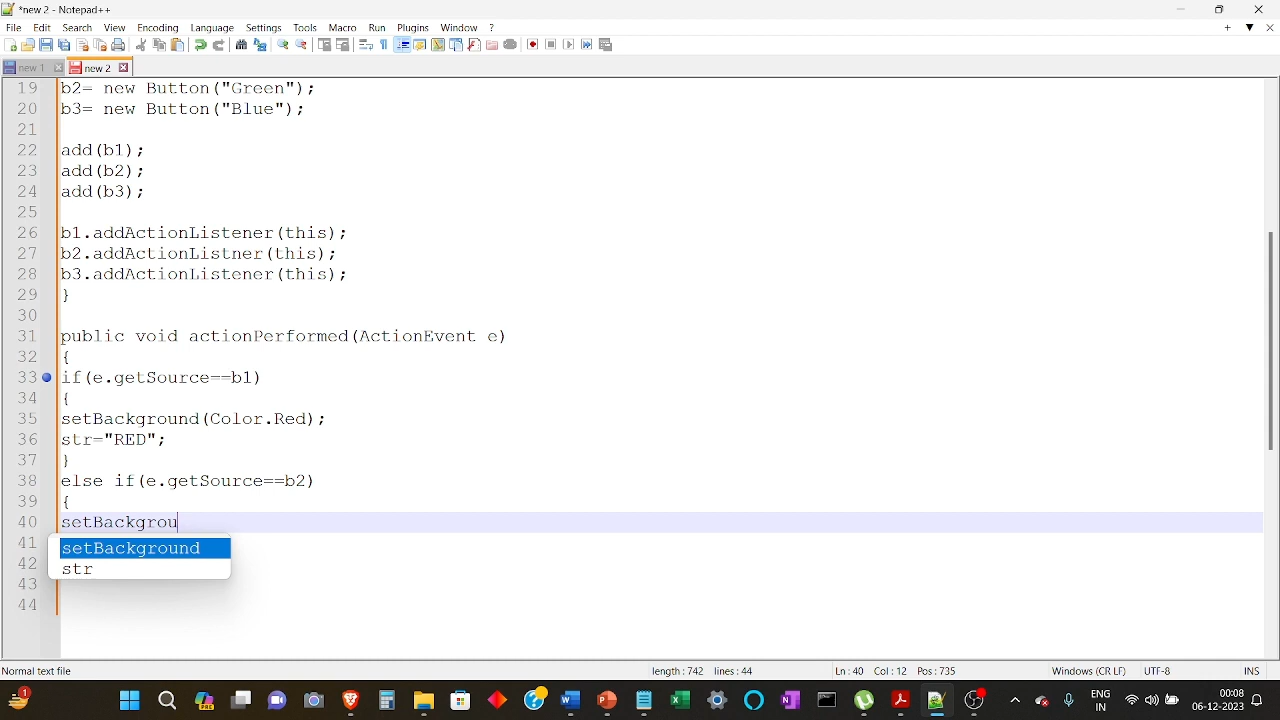 *new 2 - Notepad++
File Edit Search View Encoding Language Settings Tools Macro Run Plugins Window ?
new 1 new 2
19 b2= new Button("Green");
20 b3= new Button("Blue");
21
22 add(b1);
23 add(b2);
24 add(b3);
25
26 b1.addActionListener(this);
27 b2.addActionListner(this);
28 b3.addActionListener(this);
29 }
30
31 public void actionPerformed(ActionEvent e)
32 {
33 if(e.getSource==b1)
34 {
35 setBackground(Color.Red);
36 str="RED";
37 }
38 else if(e.getSource==b2)
39 {
40 setBackgrou
41
setBackground
42
str
43
44
Normal text file length : 742 lines : 44 Ln : 40 Col : 12 Pos : 735 Windows (CR LF) UTF-8 INS
1 ENG IN 00:08 06-12-2023